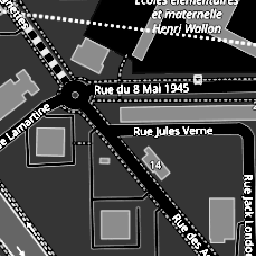 Écoles élémentaires
et maternelle
Henri Wallon
Rue du 8 Mai 1945
Rue Jules Verne
Rue Lamartine
14
Rue des A
Rue Jack London